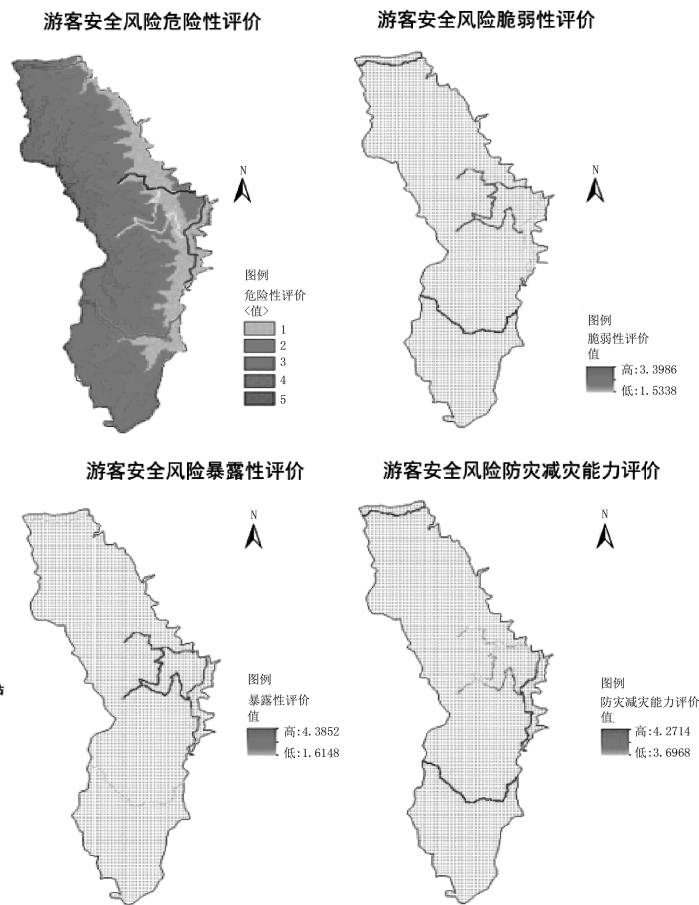 游客安全风险危险性评价
N
图例
危险性评价
<值>
1
2
3
4
5
游客安全风险脆弱性评价
N
图例
脆弱性评价
值
高:3.3986
低:1.5338
游客安全风险暴露性评价
N
图例
暴露性评价
值
高:4.3852
低:1.6148
游客安全风险防灾减灾能力评价
N
图例
防灾减灾能力评价
值
高:4.2714
低:3.6968